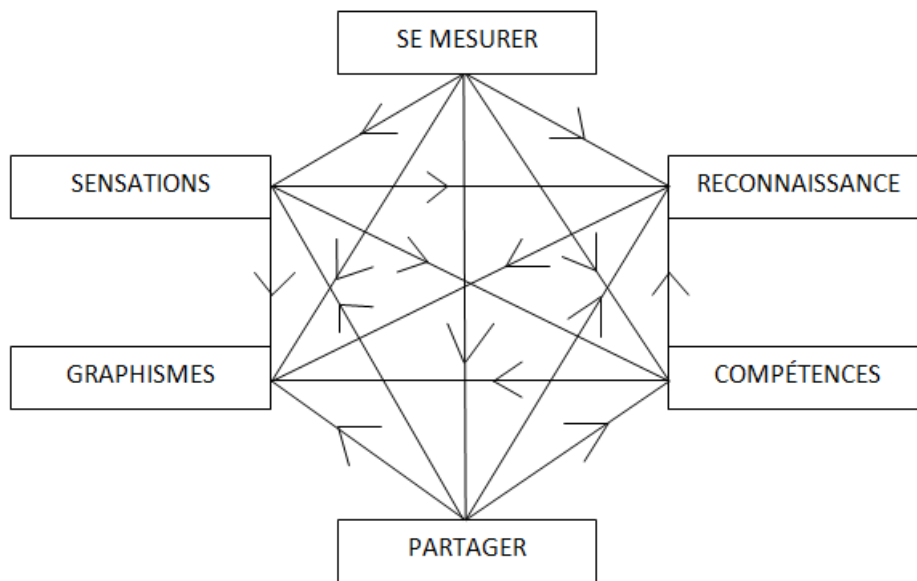 SE MESURER
SENSATIONS
RECONNAISSANCE
GRAPHISMES
COMPÉTENCES
PARTAGER